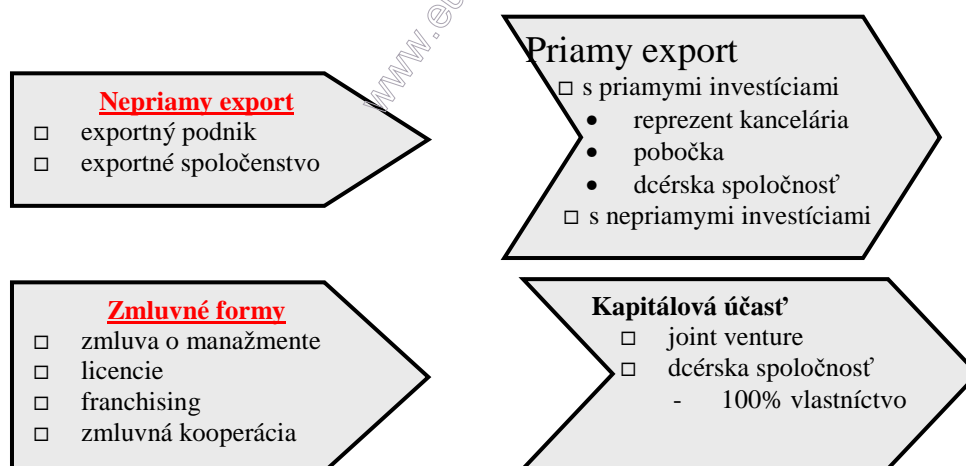 Nepriamy export
□ exportný podnik
□ exportné spoločenstvo
Priamy export
□ s priamymi investíciami
• reprezent kancelária
• pobočka
• dcérska spoločnosť
□ s nepriamymi investíciami
Zmluvné formy
□ zmluva o manažmente
□ licencie
□ franchising
□ zmluvná kooperácia
Kapitálová účasť
□ joint venture
□ dcérska spoločnosť
- 100% vlastníctvo